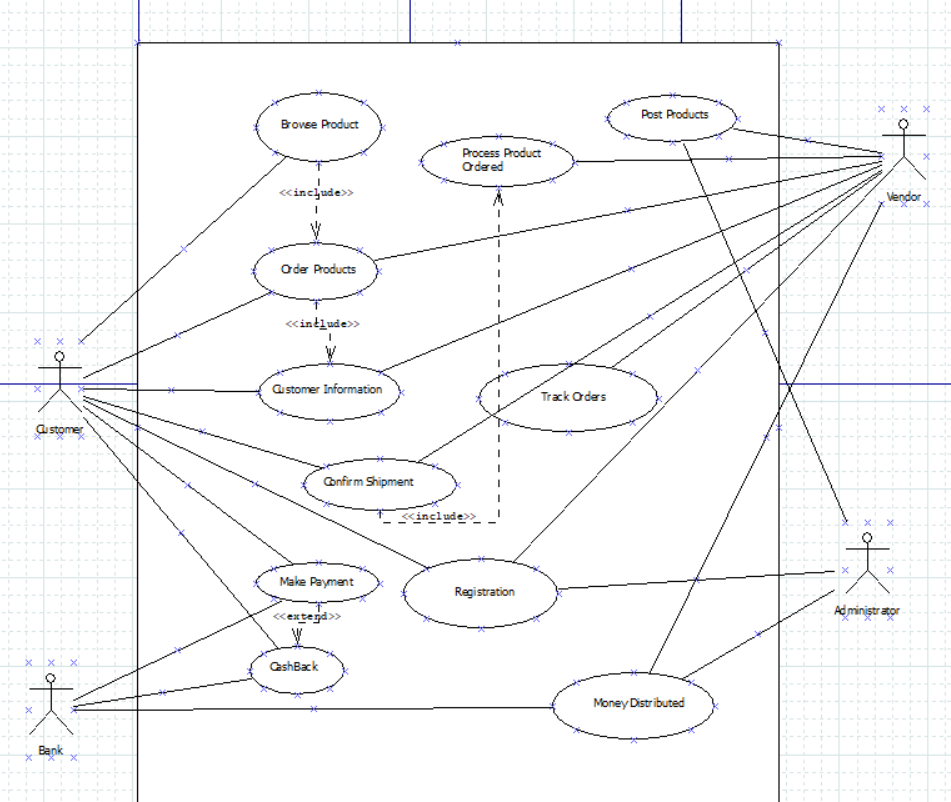 Browse Product
Post Products
Process Product
Ordered
<<include>>
Vendor
Order Products
<<include>>
Customer Information
Track Orders
Customer
Confirm Shipment
<<include>>
Make Payment
Registration
Administrator
<<extend>>
CashBack
Money Distributed
Bank